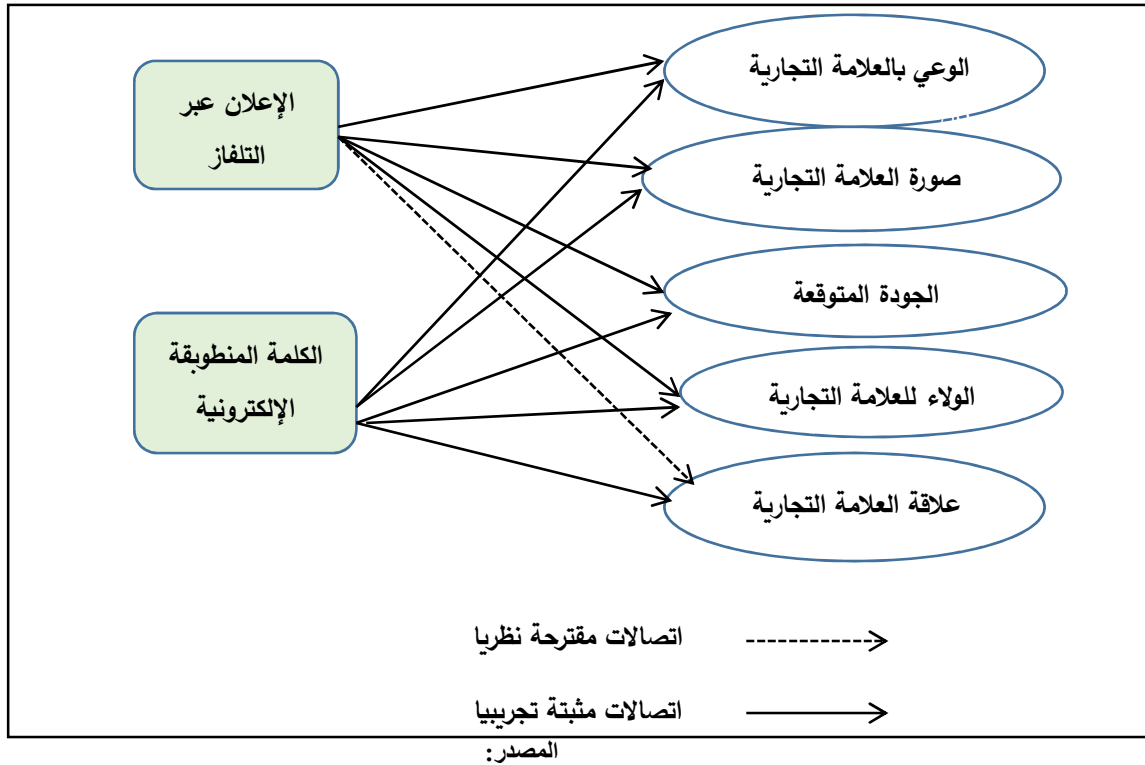 الإعلان عبر
التلفاز
الكلمة المنطوبقة
الإلكترونية
الوعي بالعلامة التجارية
صورة العلامة التجارية
الجودة المتوقعة
الولاء للعلامة التجارية
علاقة العلامة التجارية
اتصالات مقترحة نظريا
اتصالات مثبتة تجريبيا
المصدر: